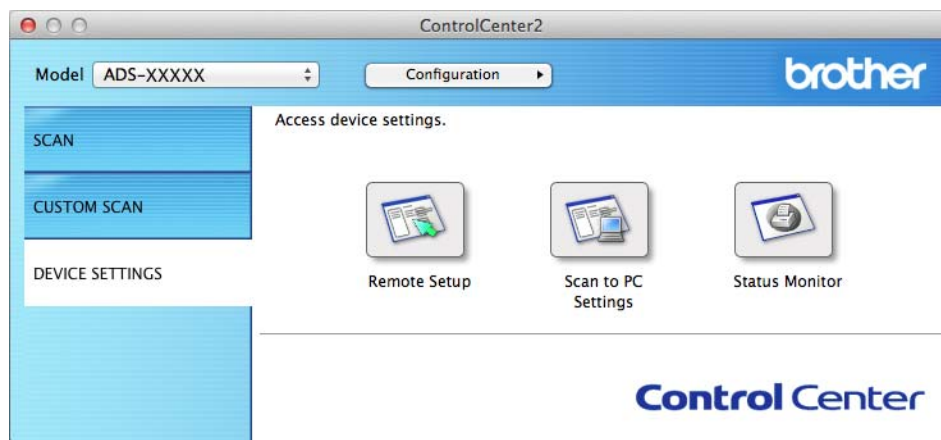 ControlCenter2
Model ADS-XXXXX Configuration brother
SCAN
CUSTOM SCAN
DEVICE SETTINGS
Access device settings.
Remote Setup
Scan to PC
Settings
Status Monitor
Control Center